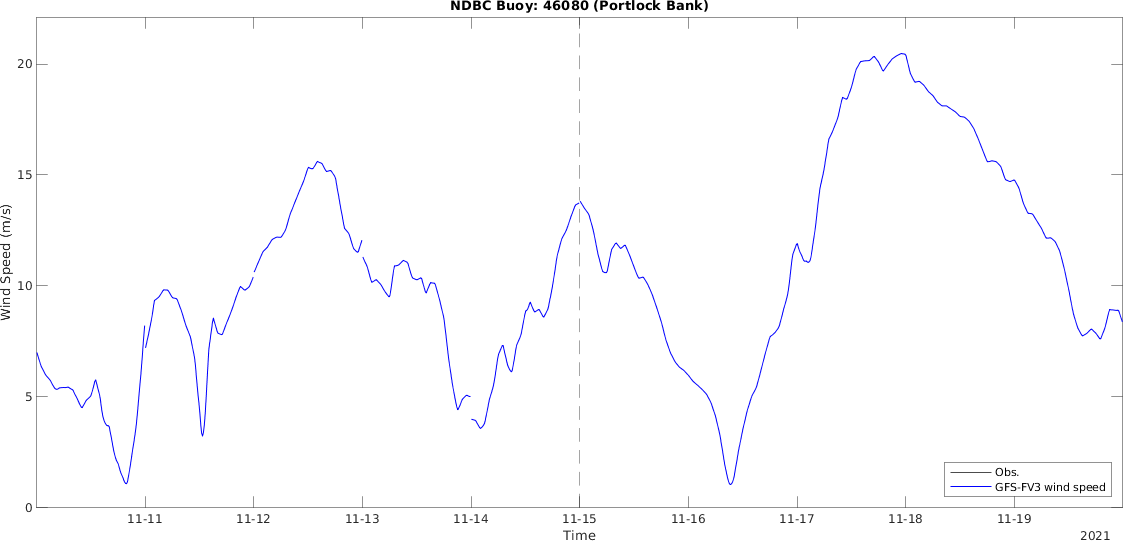 NDBC Buoy: 46080 (Portlock Bank)
Wind Speed (m/s)
20
15
10
5
0
11-11 11-12 11-13 11-14 11-15 11-16 11-17 11-18 11-19
Time
2021
Obs.
GFS-FV3 wind speed